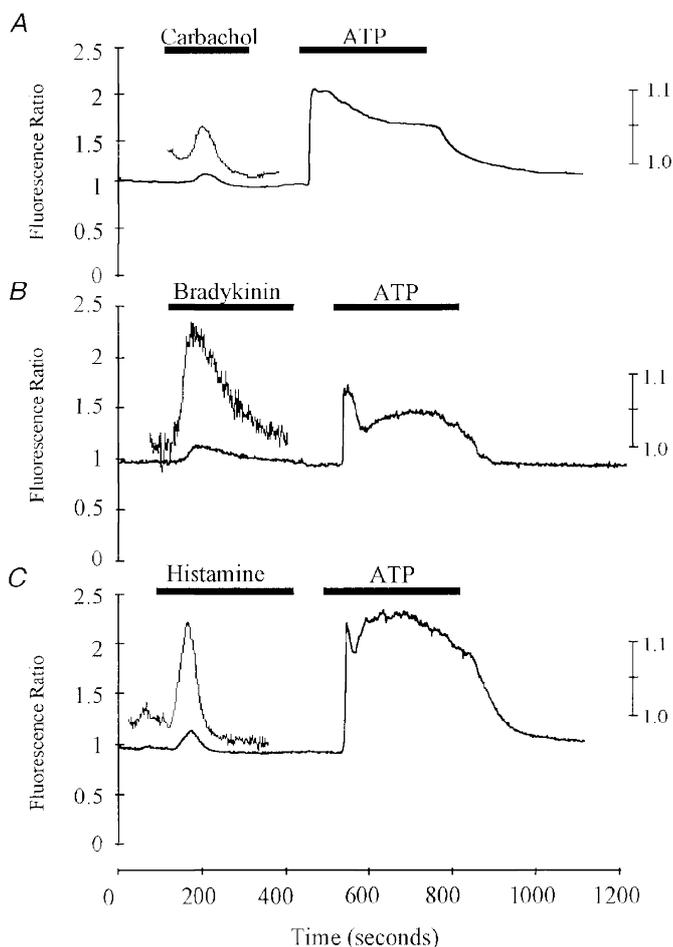 A
Carbachol ATP
2.5
2
1.5
1
0.5
0
Fluorescence Ratio
1.1
1.0
B
Bradykinin ATP
2.5
2
1.5
1
0.5
0
Fluorescence Ratio
1.1
1.0
C
Histamine ATP
2.5
2
1.5
1
0.5
0
Fluorescence Ratio
1.1
1.0
0 200 400 600 800 1000 1200
Time (seconds)